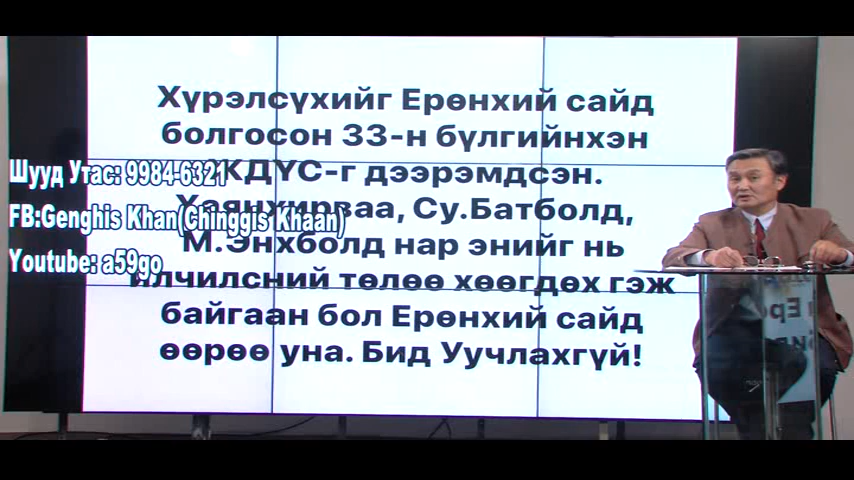 Хүрэлсүхийг Ерөнхий сайд
болгосон 33-н бүлгийнхэн
дээрэмдсэн.
Хаянхирваа, Су.Батболд,
М.Энхболд нар энийг нь
илчилсний төлөө хөөгдөх гэж
байгаан бол Ерөнхий сайд
өөрөө уна. Бид Уучлахгүй!
Шууд Утас: 9984-6321
FB:Genghis Khan(Chinggis Khaan)
Youtube: a59go